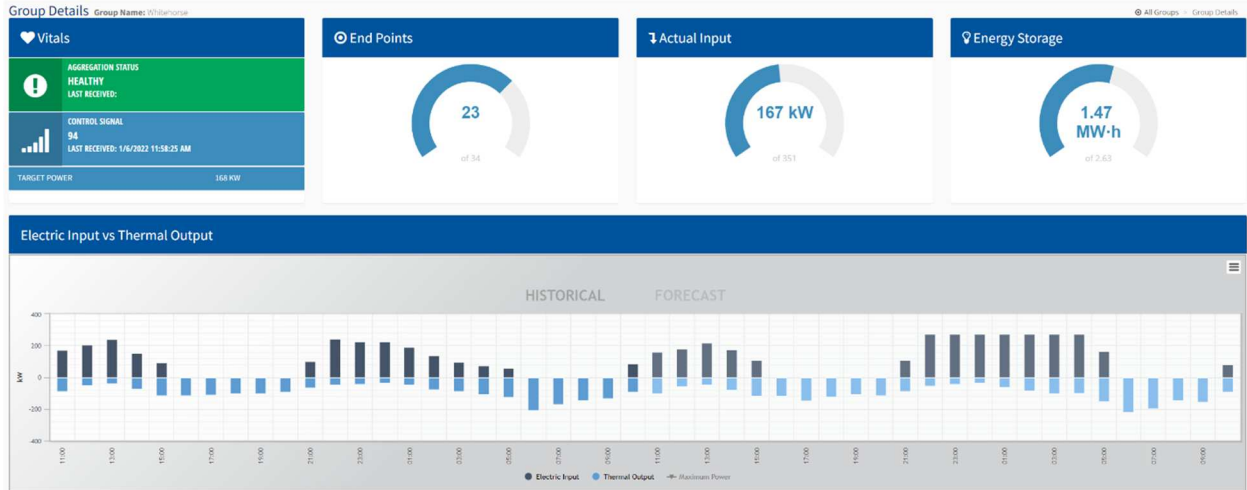 Group Details Group Name: Whitehorse
All Groups > Group Details
Vitals
AGGREGATION STATUS
HEALTHY
LAST RECEIVED:
CONTROL SIGNAL
94
LAST RECEIVED: 1/6/2022 11:58:25 AM
TARGET POWER 168 KW
End Points
23
of 34
Actual Input
167 kW
of 351
Energy Storage
1.47
MW·h
of 2.63
Electric Input vs Thermal Output
HISTORICAL FORECAST
400
200
0
-200
-400
kW
11:00 13:00 15:00 17:00 19:00 21:00 23:00 01:00 03:00 05:00 07:00 09:00 11:00 13:00 15:00 17:00 19:00 21:00 23:00 01:00 03:00 05:00 07:00 09:00
Electric Input Thermal Output Maximum Power